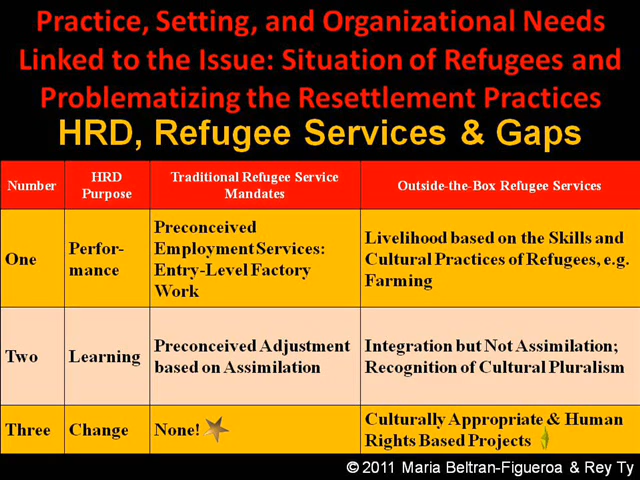 Practice, Setting, and Organizational Needs
Linked to the Issue: Situation of Refugees and
Problematizing the Resettlement Practices
HRD, Refugee Services & Gaps
Number
HRD
Purpose
Traditional Refugee Service
Mandates
Outside-the-Box Refugee Services
One
Perfor-
mance
Preconceived
Employment Services:
Entry-Level Factory
Work
Livelihood based on the Skills and
Cultural Practices of Refugees, e.g.
Farming
Two
Learning
Preconceived Adjustment
based on Assimilation
Integration but Not Assimilation;
Recognition of Cultural Pluralism
Three
Change
None!
Culturally Appropriate & Human
Rights Based Projects
© 2011 Maria Beltran-Figueroa & Rey Ty